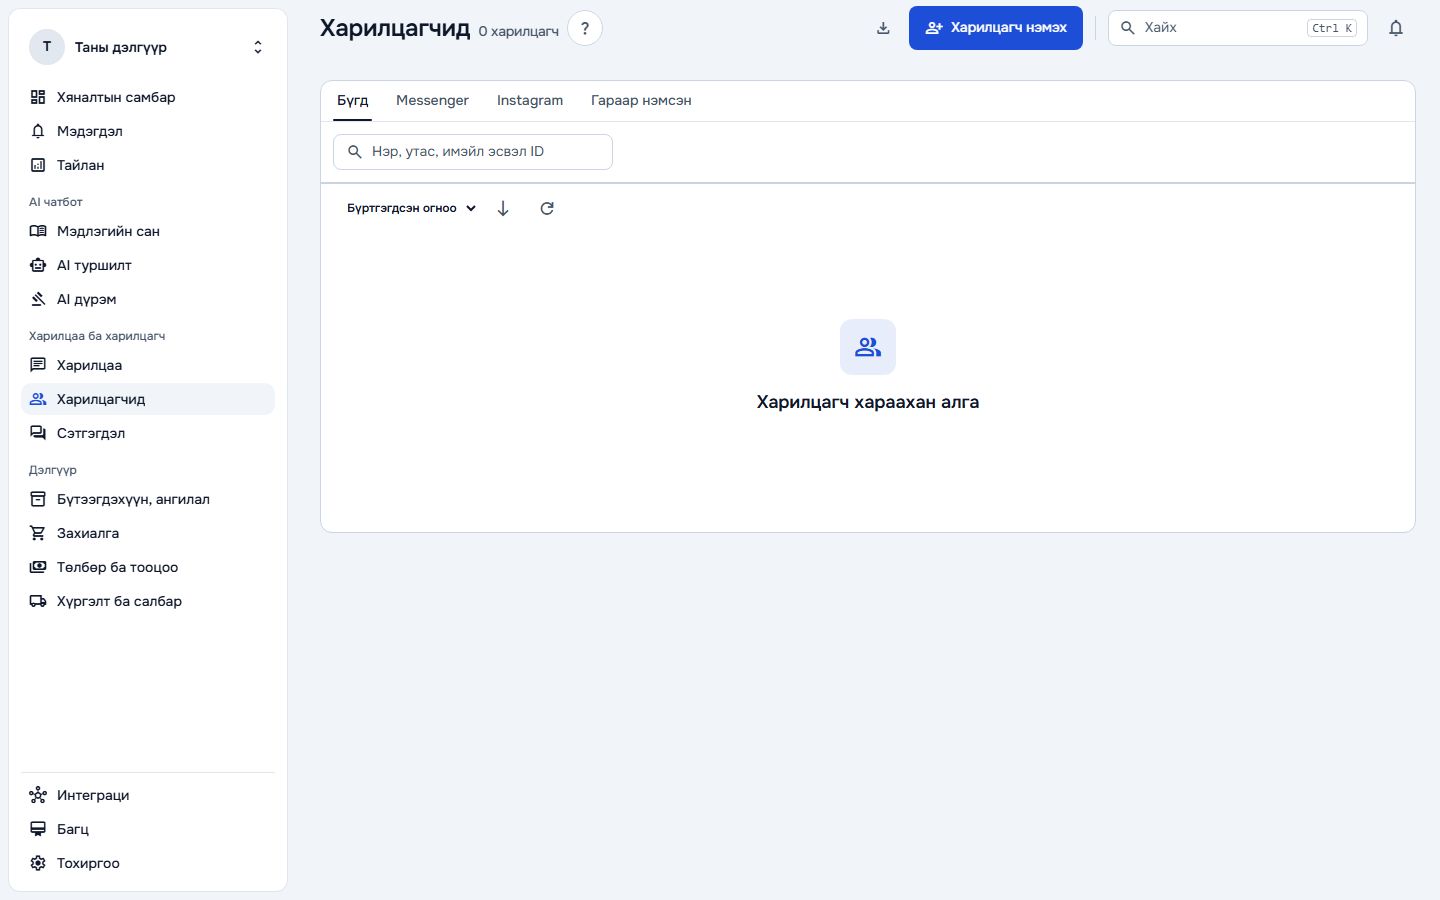 Т Таны дэлгүүр
Хяналтын самбар
Мэдэгдэл
Тайлан
AI чатбот
Мэдлэгийн сан
AI туршилт
AI дүрэм
Харилцаа ба харилцагч
Харилцаа
Харилцагчид
Сэтгэгдэл
Дэлгүүр
Бүтээгдэхүүн, ангилал
Захиалга
Төлбөр ба тооцоо
Хүргэлт ба салбар
Интеграци
Багц
Тохиргоо
Харилцагчид 0 харилцагч ?
Харилцагч нэмэх
Хайх Ctrl K
Бүгд Messenger Instagram Гараар нэмсэн
Нэр, утас, имэйл эсвэл ID
Бүртгэгдсэн огноо
Харилцагч хараахан алга